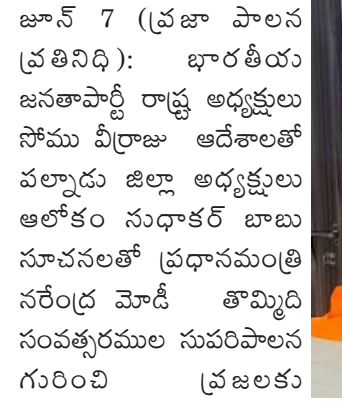 జూన్ 7 (ప్రజా పాలన
ప్రతినిధి): భారతీయ
జనతాపార్టీ రాష్ట్ర అధ్యక్షులు
సోము వీర్రాజు ఆదేశాలతో
పల్నాడు జిల్లా అధ్యక్షులు
ఆలోకం సుధాకర్ బాబు
సూచనలతో ప్రధానమంత్రి
నరేంద్ర మోడీ తొమ్మిది
సంవత్సరముల సుపరిపాలన
గురించి ప్రజలకు